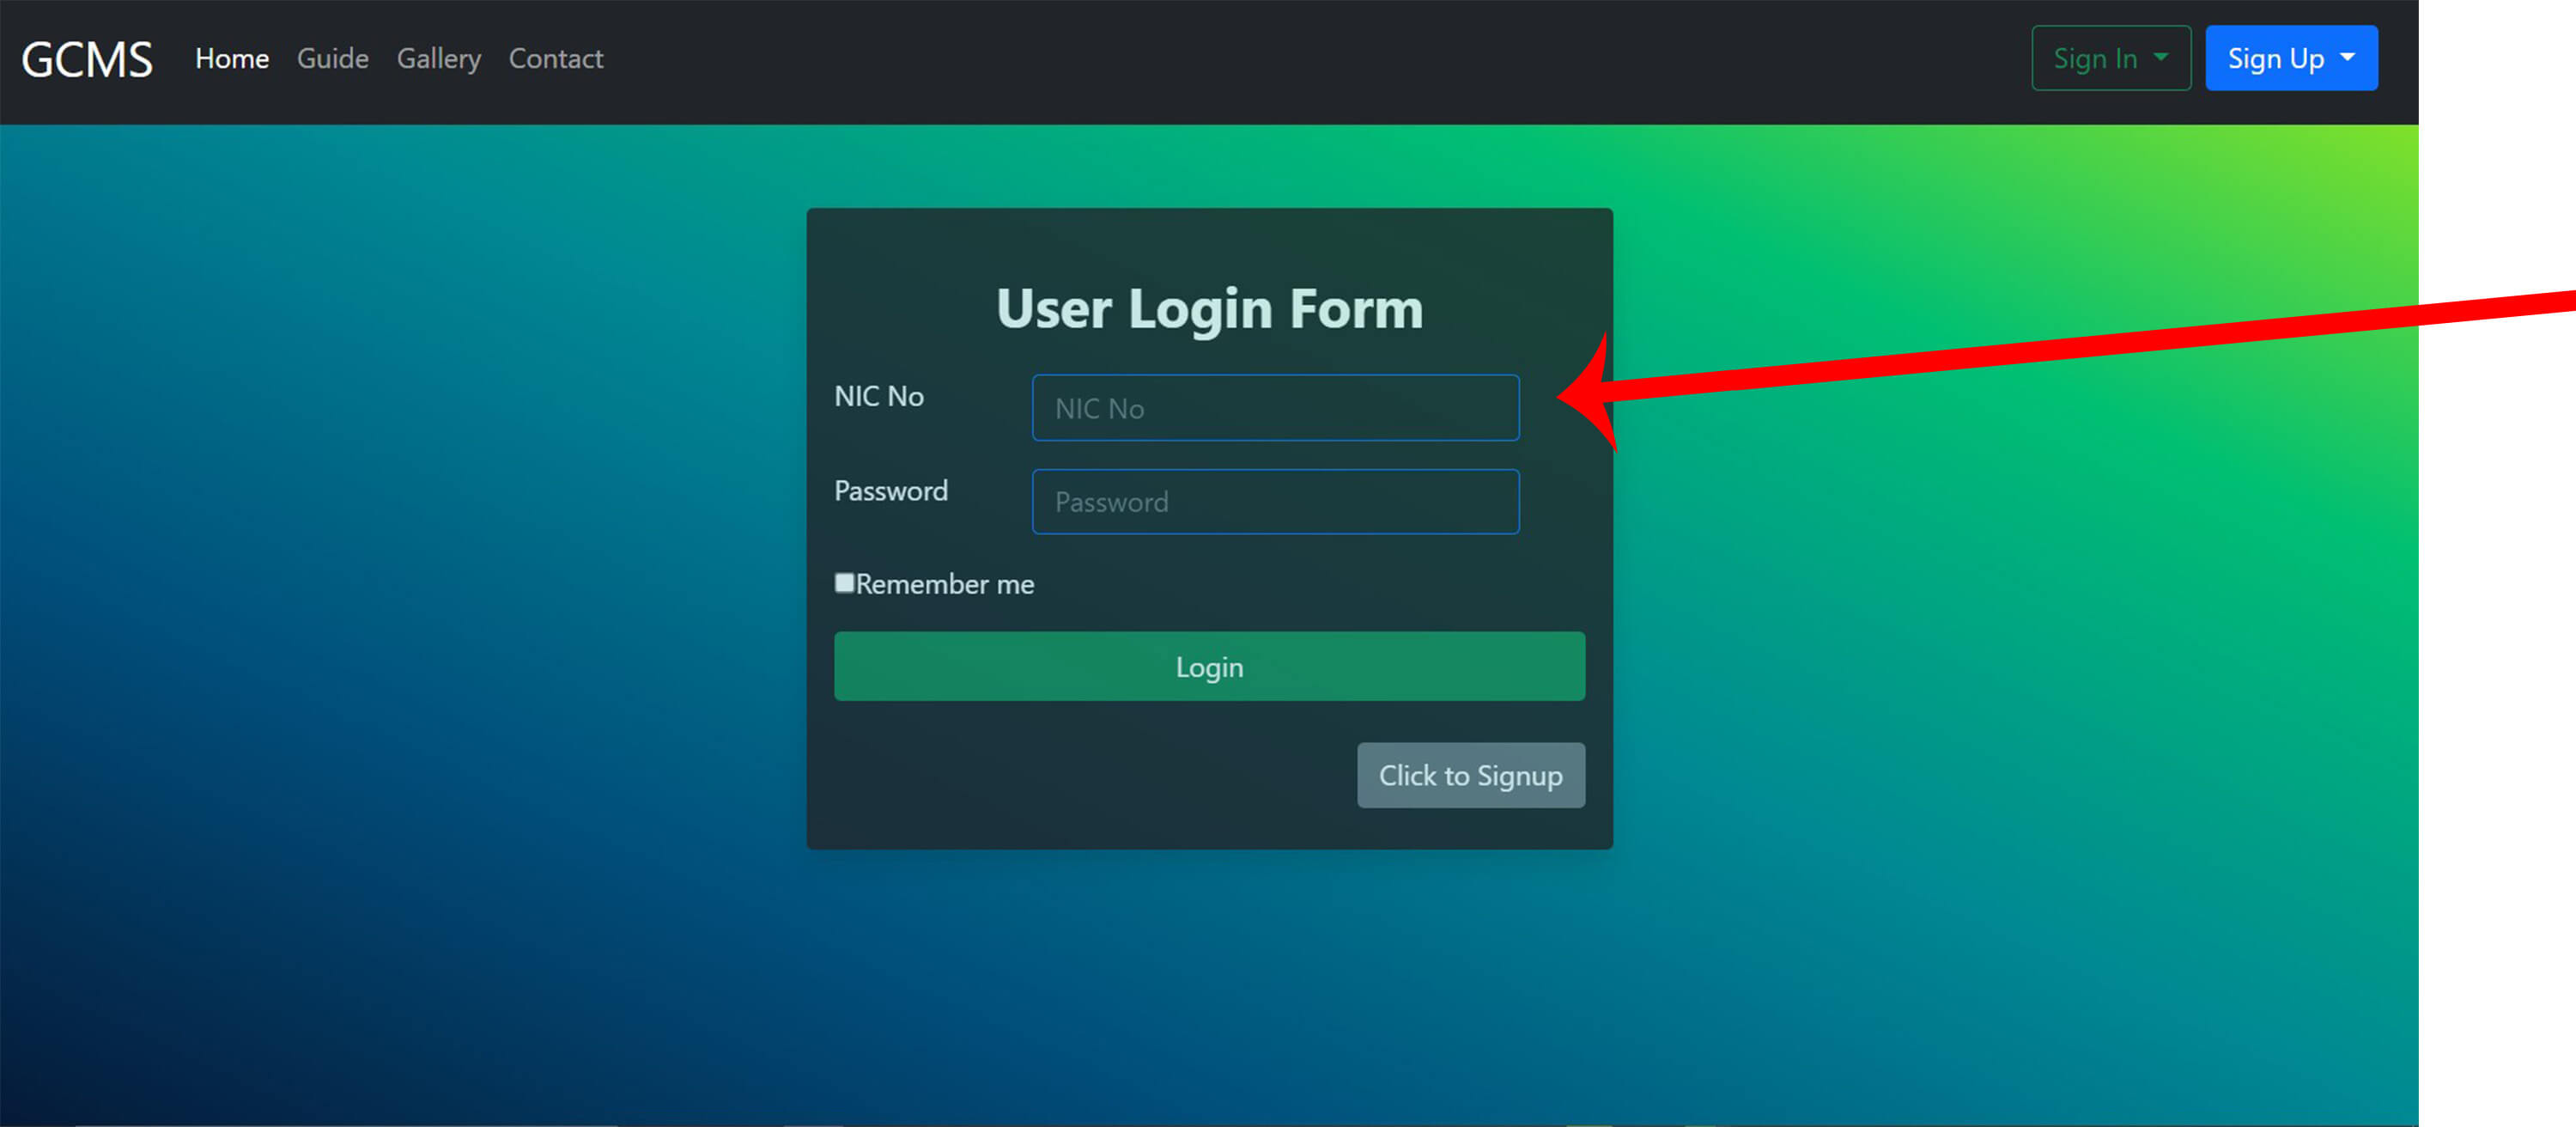 GCMS Home Guide Gallery Contact Sign In Sign Up
User Login Form
NIC No NIC No
Password Password
Remember me
Login
Click to Signup